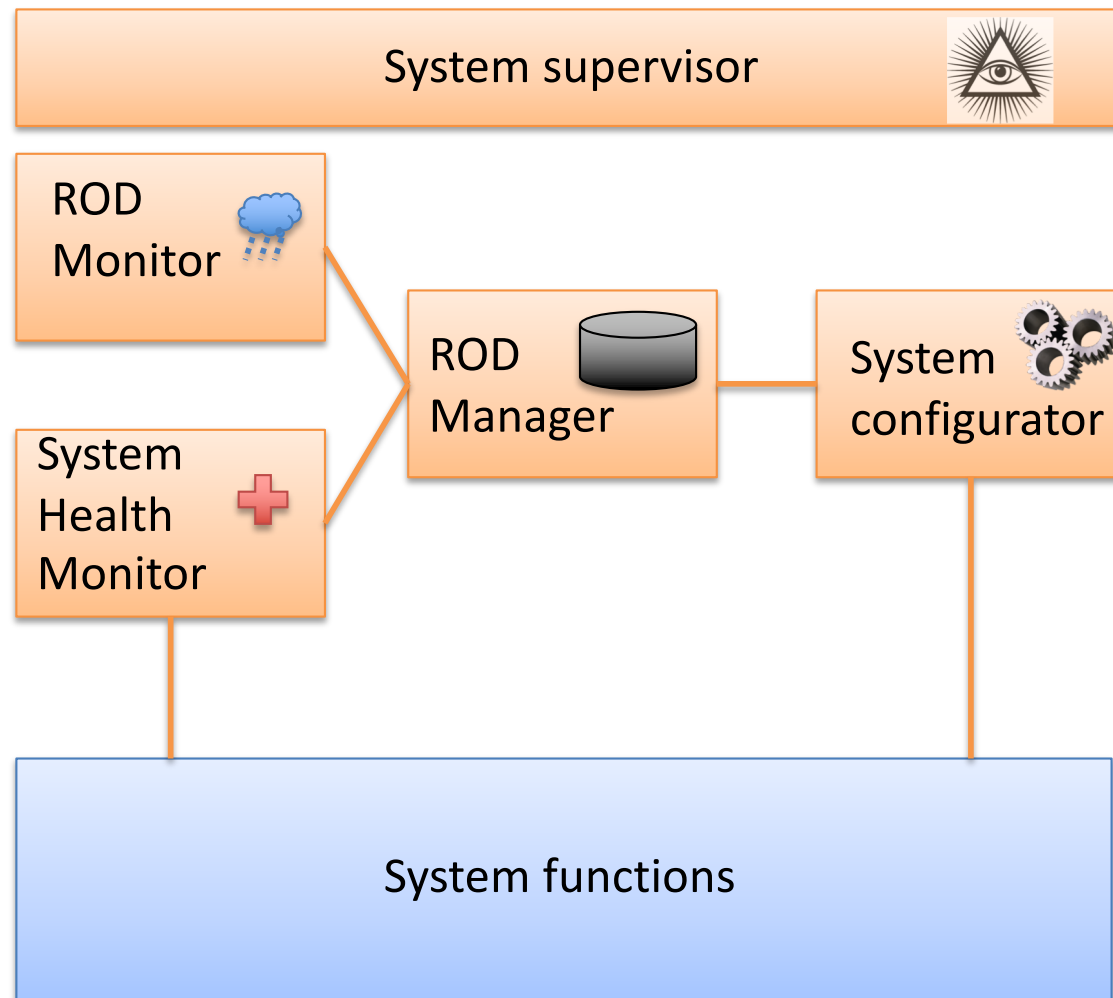 System supervisor
ROD
Monitor
ROD
Manager
System
configurator
System
Health
Monitor
System functions